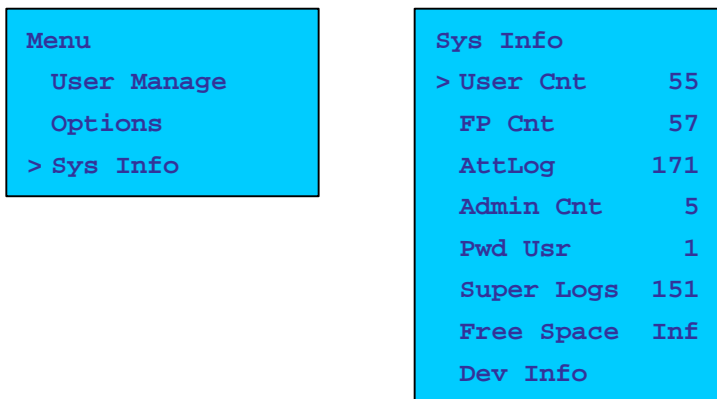 Menu
User Manage
Options
> Sys Info
Sys Info
> User Cnt 55
FP Cnt 57
AttLog 171
Admin Cnt 5
Pwd Usr 1
Super Logs 151
Free Space Inf
Dev Info